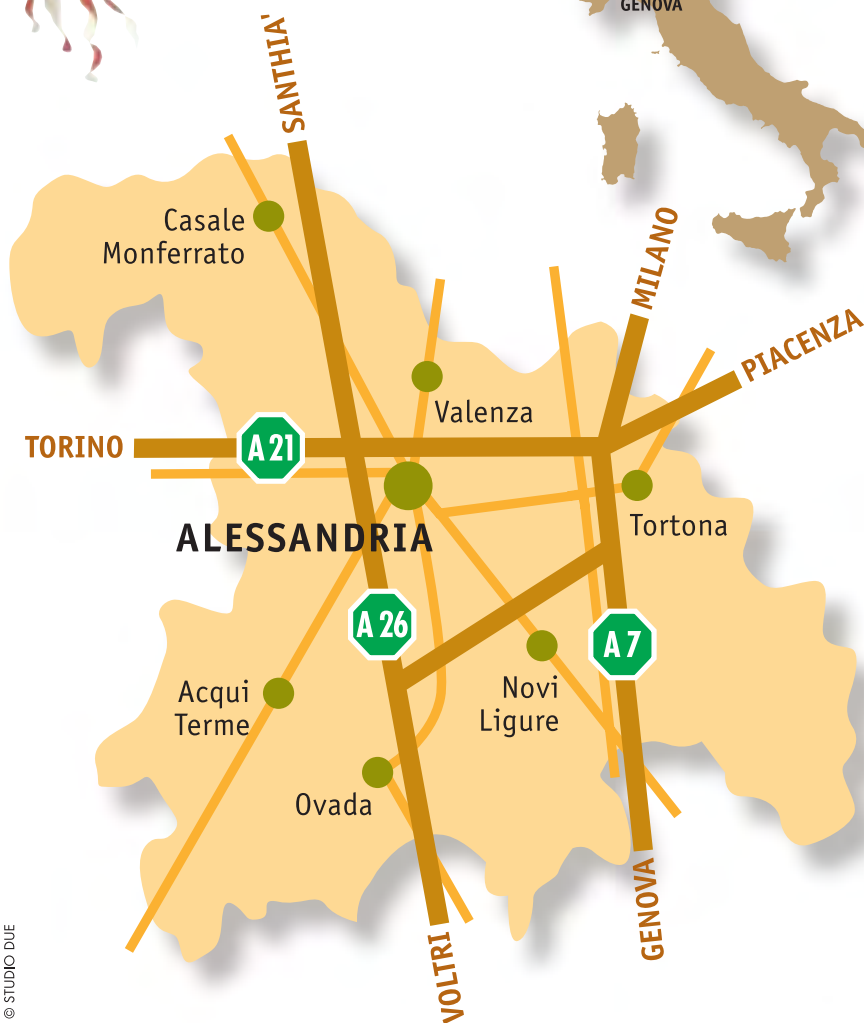 GENOVA
SANTHIA'
Casale
Monferrato
MILANO
PIACENZA
Valenza
TORINO
A 21
ALESSANDRIA
Tortona
A 26
A 7
Acqui
Terme
Novi
Ligure
Ovada
GENOVA
VOLTRI
© STUDIO DUE